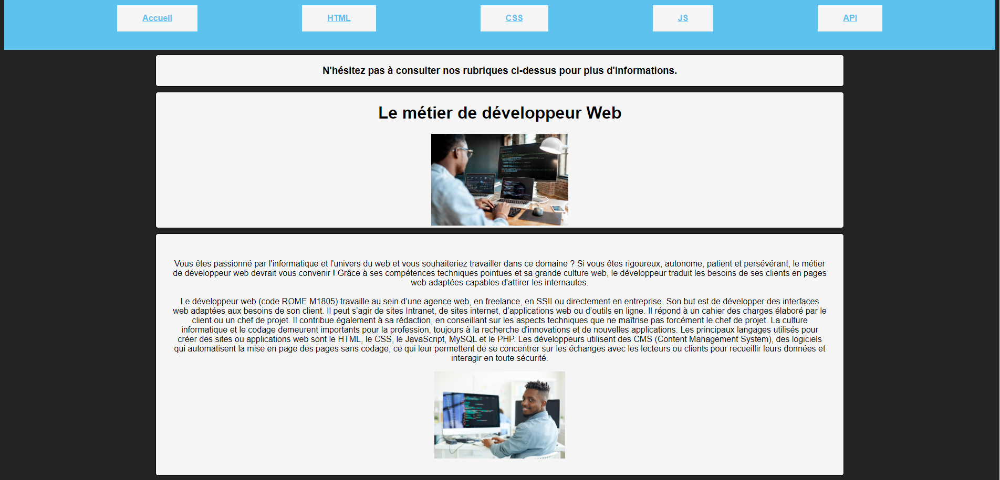 Accueil HTML CSS JS API
N'hésitez pas à consulter nos rubriques ci-dessus pour plus d'informations.
Le métier de développeur Web
Vous êtes passionné par l'informatique et l'univers du web et vous souhaiteriez travailler dans ce domaine ? Si vous êtes rigoureux, autonome, patient et persévérant, le métier
de développeur web devrait vous convenir ! Grâce à ses compétences techniques pointues et sa grande culture web, le développeur traduit les besoins de ses clients en pages
web adaptées capables d'attirer les internautes.
Le développeur web (code ROME M1805) travaille au sein d’une agence web, en freelance, en SSII ou directement en entreprise. Son but est de développer des interfaces
web adaptées aux besoins de son client. Il peut s’agir de sites Intranet, de sites internet, d’applications web ou d’outils en ligne. Il répond à un cahier des charges élaboré par le
client ou un chef de projet. Il contribue également à sa rédaction, en conseillant sur les aspects techniques que ne maîtrise pas forcément le chef de projet. La culture
informatique et le codage demeurent importants pour la profession, toujours à la recherche d'innovations et de nouvelles applications. Les principaux langages utilisés pour
créer des sites ou applications web sont le HTML, le CSS, le JavaScript, MySQL et le PHP. Les développeurs utilisent des CMS (Content Management System), des logiciels
qui automatisent la mise en page des pages sans codage, ce qui leur permettent de se concentrer sur les échanges avec les lecteurs ou clients pour recueillir leurs données et
interagir en toute sécurité.